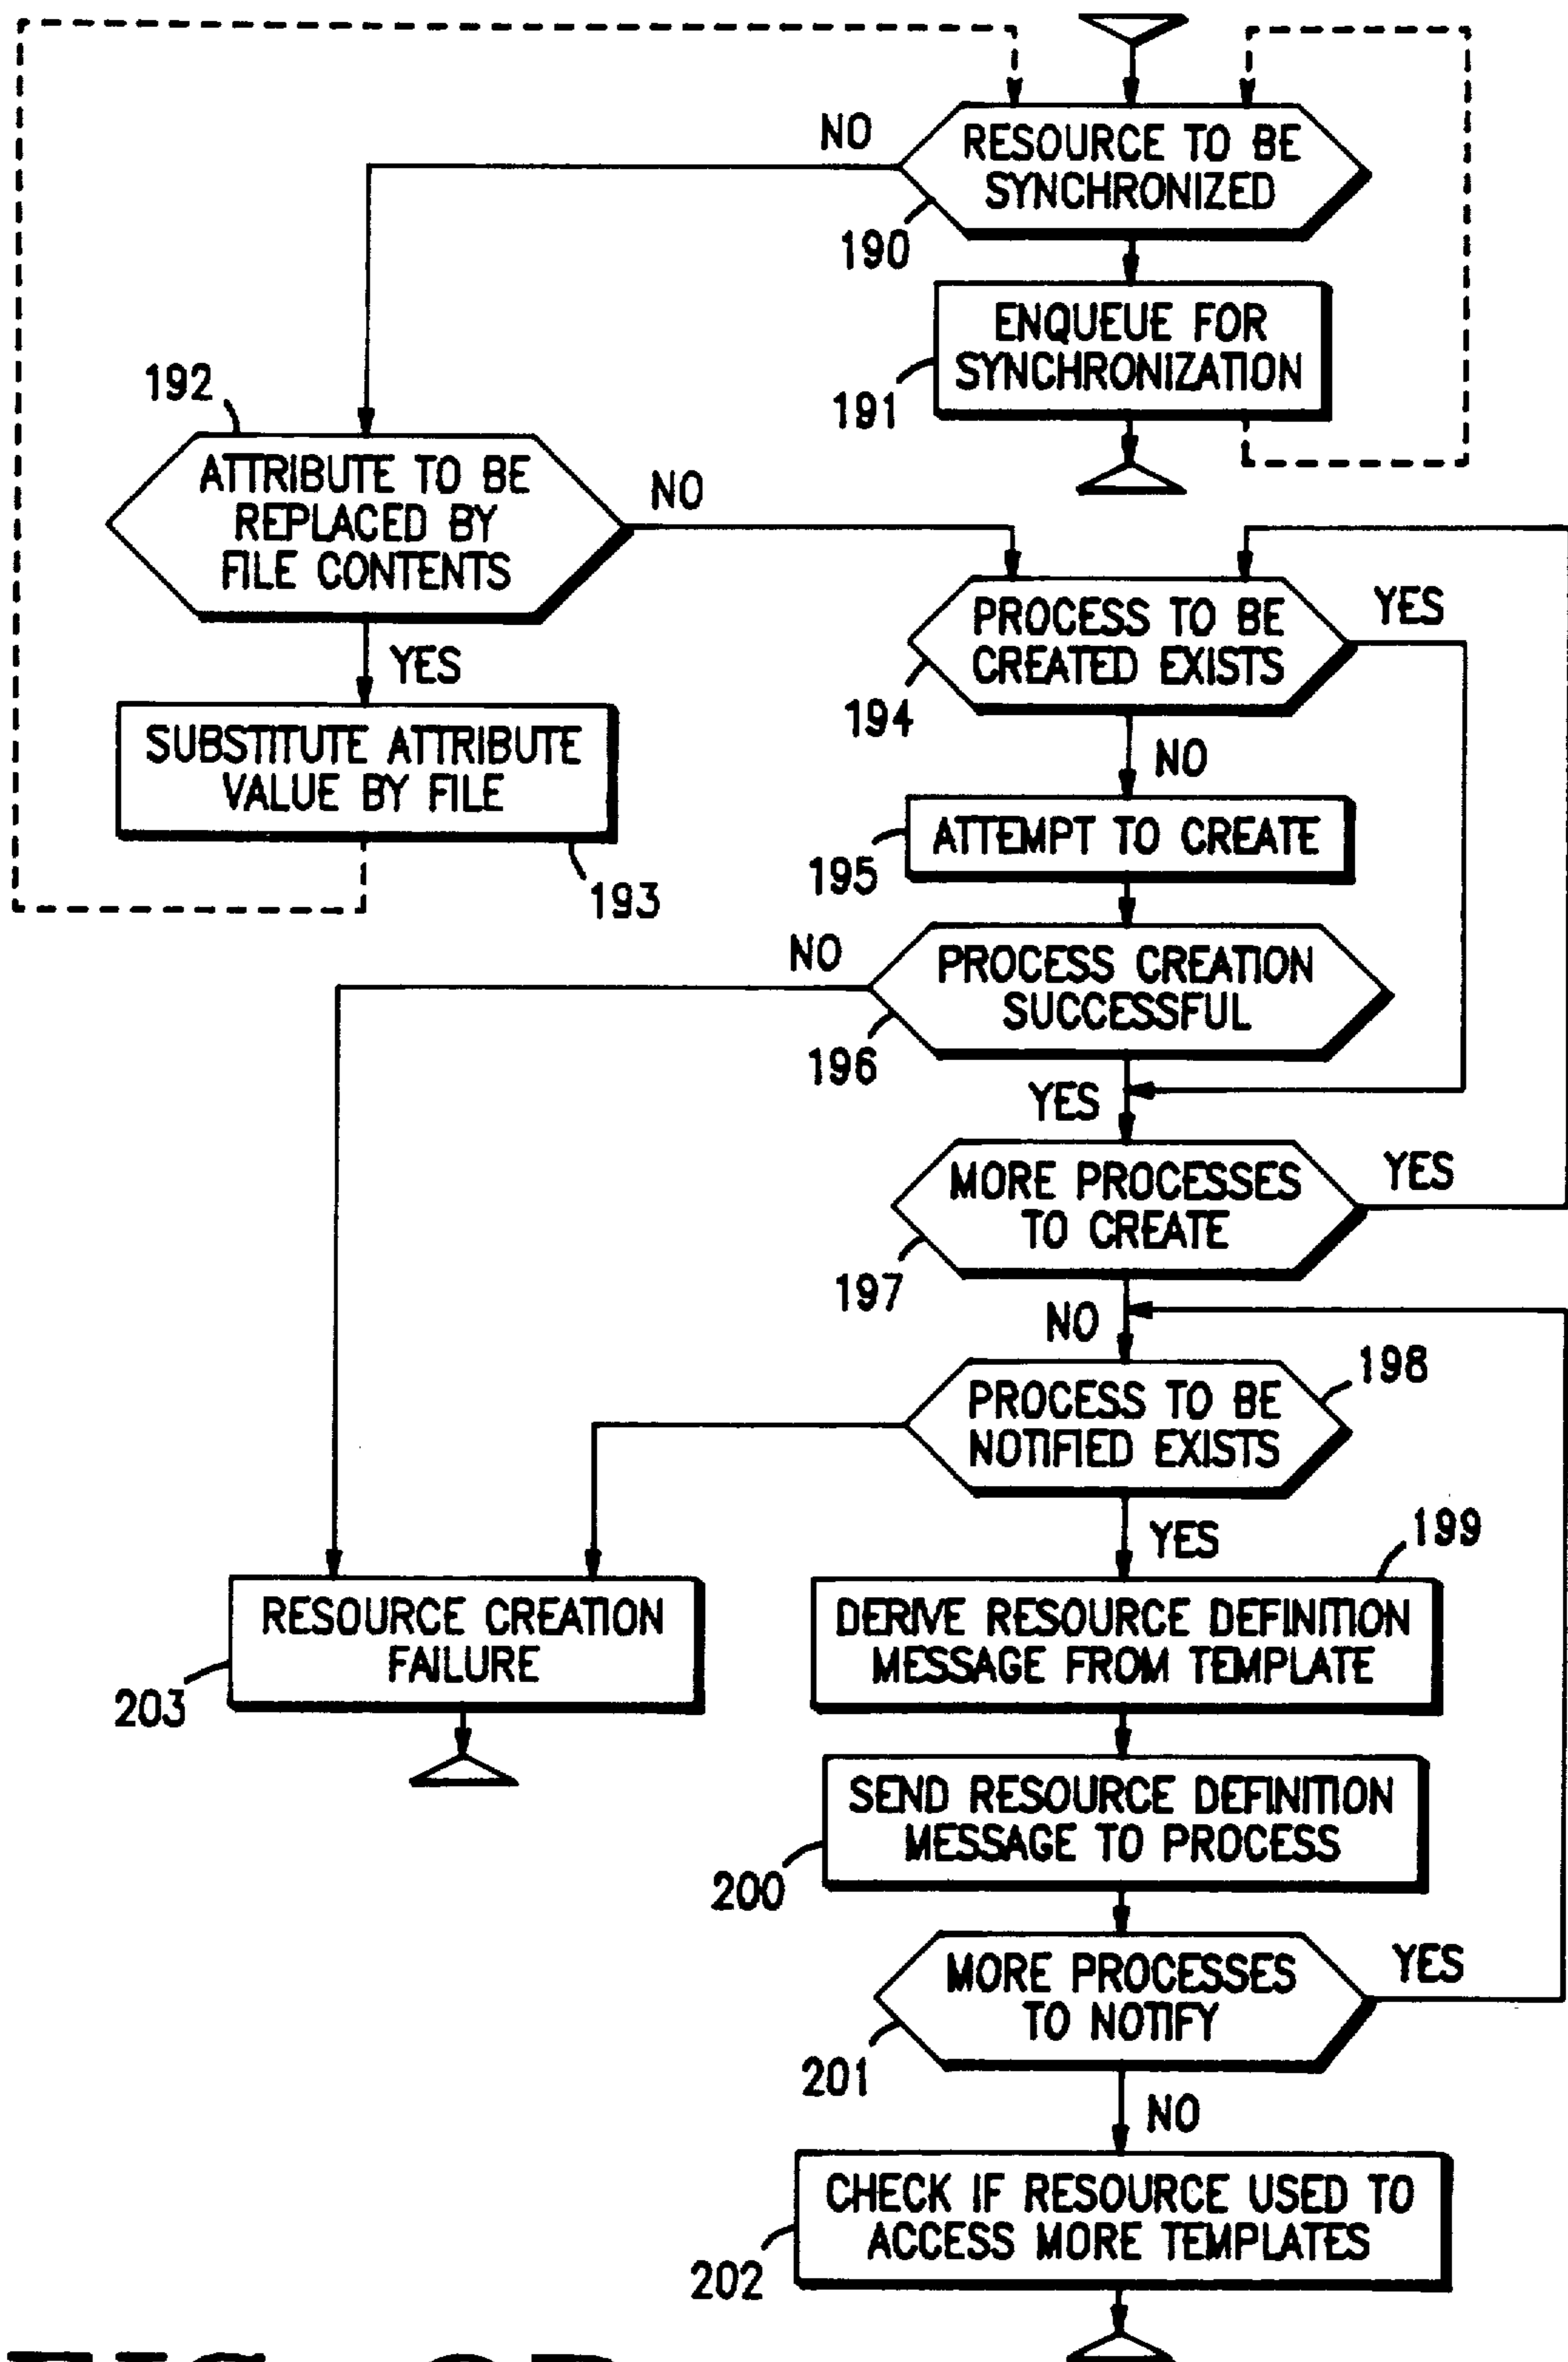 NO
RESOURCE TO BE
SYNCHRONIZED
190
ENQUEUE FOR
SYNCHRONIZATION
191
192
ATTRIBUTE TO BE
REPLACED BY
FILE CONTENTS
NO
YES
SUBSTITUTE ATTRIBUTE
VALUE BY FILE
193
PROCESS TO BE
CREATED EXISTS
YES
194
NO
ATTEMPT TO CREATE
195
NO
PROCESS CREATION
SUCCESSFUL
196
YES
MORE PROCESSES
TO CREATE
YES
197
NO
198
PROCESS TO BE
NOTIFIED EXISTS
YES
199
RESOURCE CREATION
FAILURE
203
DERIVE RESOURCE DEFINITION
MESSAGE FROM TEMPLATE
SEND RESOURCE DEFINITION
MESSAGE TO PROCESS
200
MORE PROCESSES
TO NOTIFY
YES
201
NO
CHECK IF RESOURCE USED TO
ACCESS MORE TEMPLATES
202